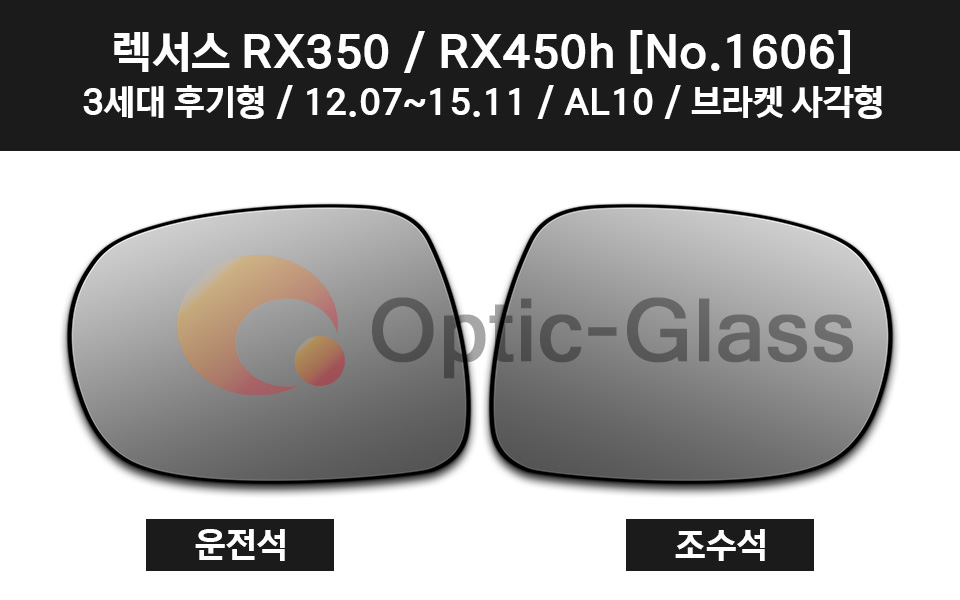 렉서스 RX350 / RX450h [No.1606]
3세대 후기형 / 12.07~15.11 / AL10 / 브라켓 사각형
Optic-Glass
운전석
조수석